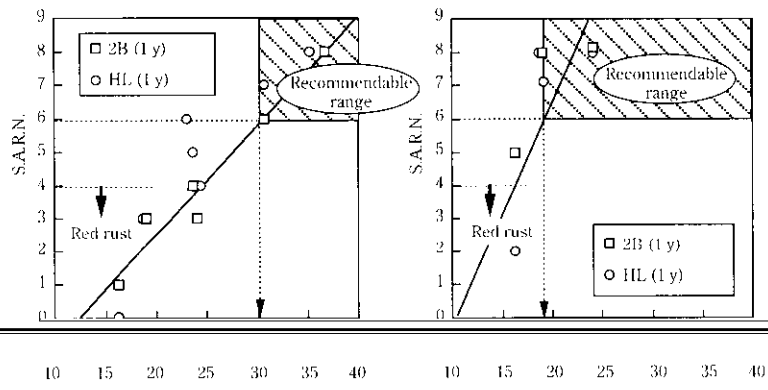 9
8
7
6
5
4
3
2
1
0
S.A.R.N.
2B (1 y)
HL (1 y)
Recommendable
range
Red rust
9
8
7
6
5
4
3
2
1
0
S.A.R.N.
Recommendable
range
Red rust
2B (1 y)
HL (1 y)
10 15 20 25 30 35 40
10 15 20 25 30 35 40